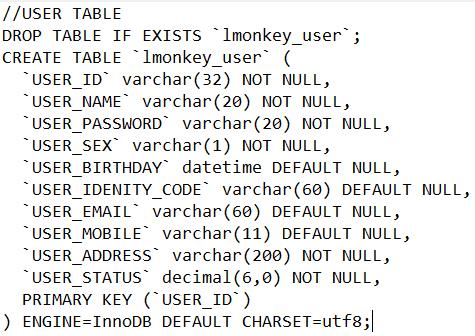 //USER TABLE
DROP TABLE IF EXISTS `lmonkey_user`;
CREATE TABLE `lmonkey_user` (
  `USER_ID` varchar(32) NOT NULL,
  `USER_NAME` varchar(20) NOT NULL,
  `USER_PASSWORD` varchar(20) NOT NULL,
  `USER_SEX` varchar(1) NOT NULL,
  `USER_BIRTHDAY` datetime DEFAULT NULL,
  `USER_IDENITY_CODE` varchar(60) DEFAULT NULL,
  `USER_EMAIL` varchar(60) DEFAULT NULL,
  `USER_MOBILE` varchar(11) DEFAULT NULL,
  `USER_ADDRESS` varchar(200) NOT NULL,
  `USER_STATUS` decimal(6,0) NOT NULL,
  PRIMARY KEY (`USER_ID`)
) ENGINE=InnoDB DEFAULT CHARSET=utf8;